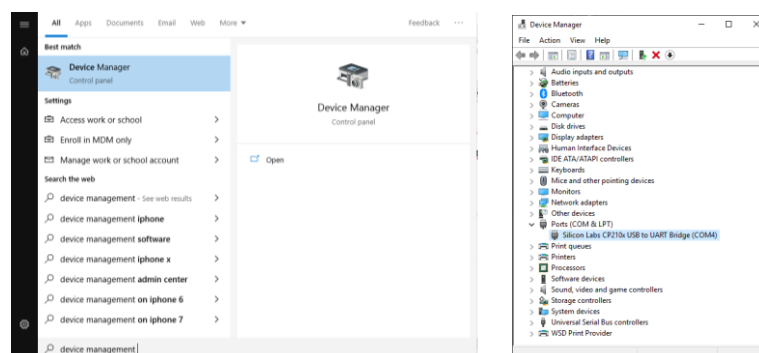 All Apps Documents Email Web More Feedback ...
Best match
Device Manager
Control panel
Settings
Access work or school
Enroll in MDM only
Manage work or school account
Search the web
device management - See web results
device management iphone
device management software
device management iphone x
device management admin center
device management on iphone 6
device management on iphone 7
device management
Device Manager
Control panel
Open
Device Manager
File Action View Help
Audio inputs and outputs
Batteries
Bluetooth
Cameras
Computer
Disk drives
Display adapters
Human Interface Devices
IDE ATA/ATAPI controllers
Keyboards
Mice and other pointing devices
Monitors
Network adapters
Other devices
Ports (COM & LPT)
Silicon Labs CP210x USB to UART Bridge (COM4)
Print queues
Printers
Processors
Software devices
Sound, video and game controllers
Storage controllers
System devices
Universal Serial Bus controllers
WSD Print Provider